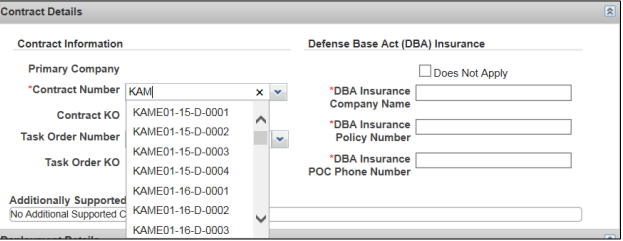 Contract Details
Contract Information
Primary Company
*Contract Number KAM x
KAME01-15-D-0001
KAME01-15-D-0002
KAME01-15-D-0003
KAME01-15-D-0004
KAME01-16-D-0001
KAME01-16-D-0002
KAME01-16-D-0003
Contract KO
Task Order Number
Task Order KO
Additionally Supported
No Additional Supported C
Defense Base Act (DBA) Insurance
Does Not Apply
*DBA Insurance
Company Name
*DBA Insurance
Policy Number
*DBA Insurance
POC Phone Number